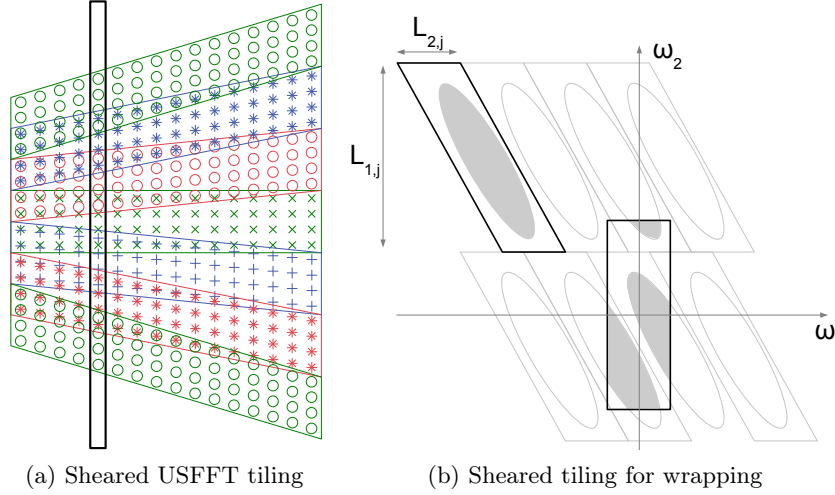 L2,j
ω2
L1,j
ω
(a) Sheared USFFT tiling
(b) Sheared tiling for wrapping